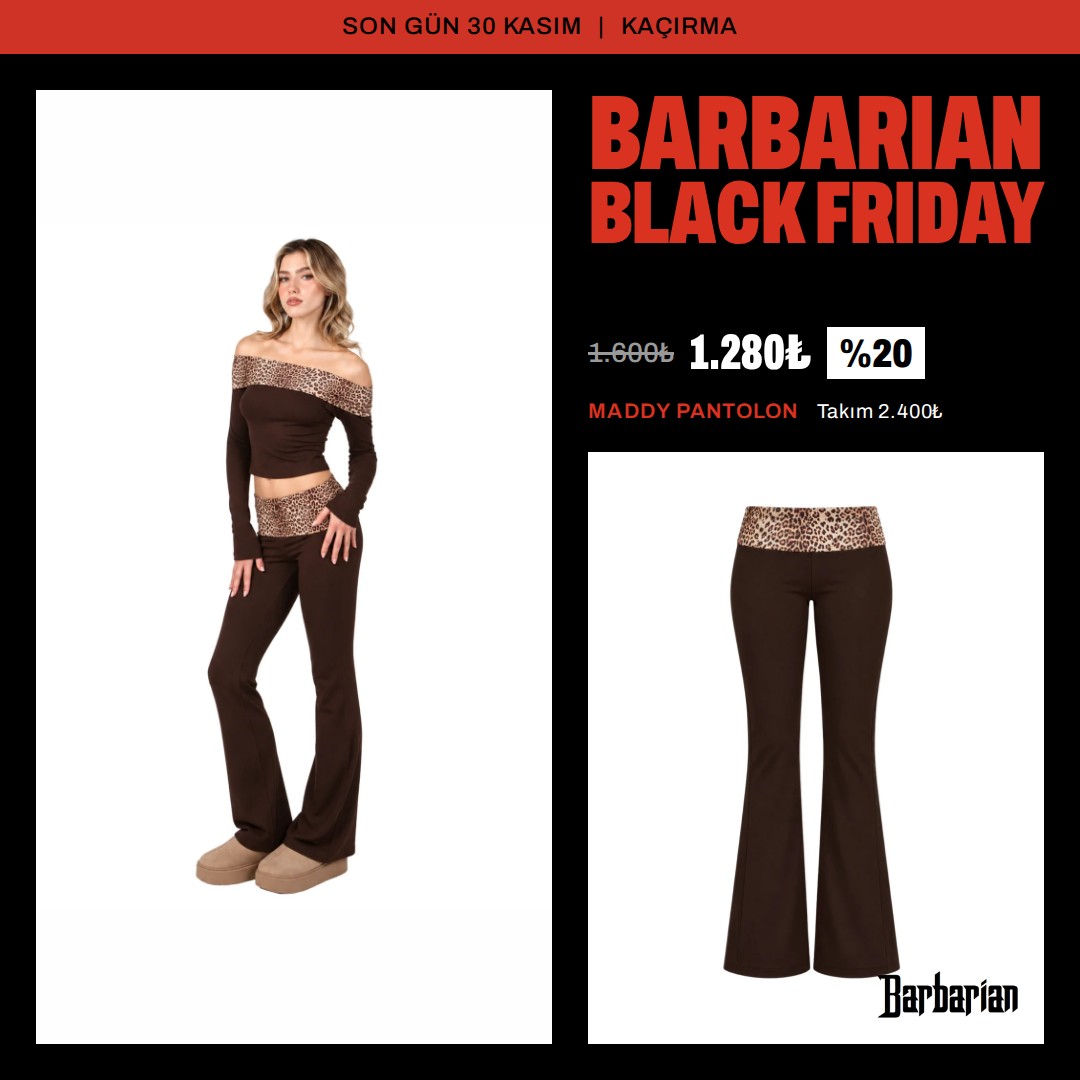 SON GÜN 30 KASIM | KAÇIRMA
BARBARIAN
BLACK FRIDAY
1.600₺ 1.280₺ %20
MADDY PANTOLON Takım 2.400₺
Barbarian